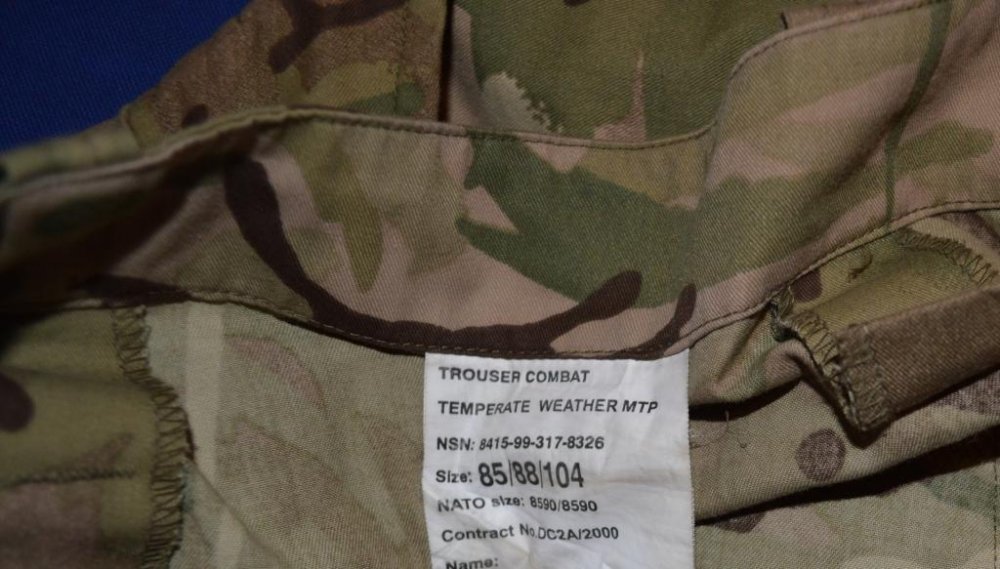 TROUSER COMBAT
TEMPERATE WEATHER MTP
NSN: 8415-99-317-8326
Size: 85/88/104
NATO size: 8590/8590
Contract No.DC2A/2000
Name: